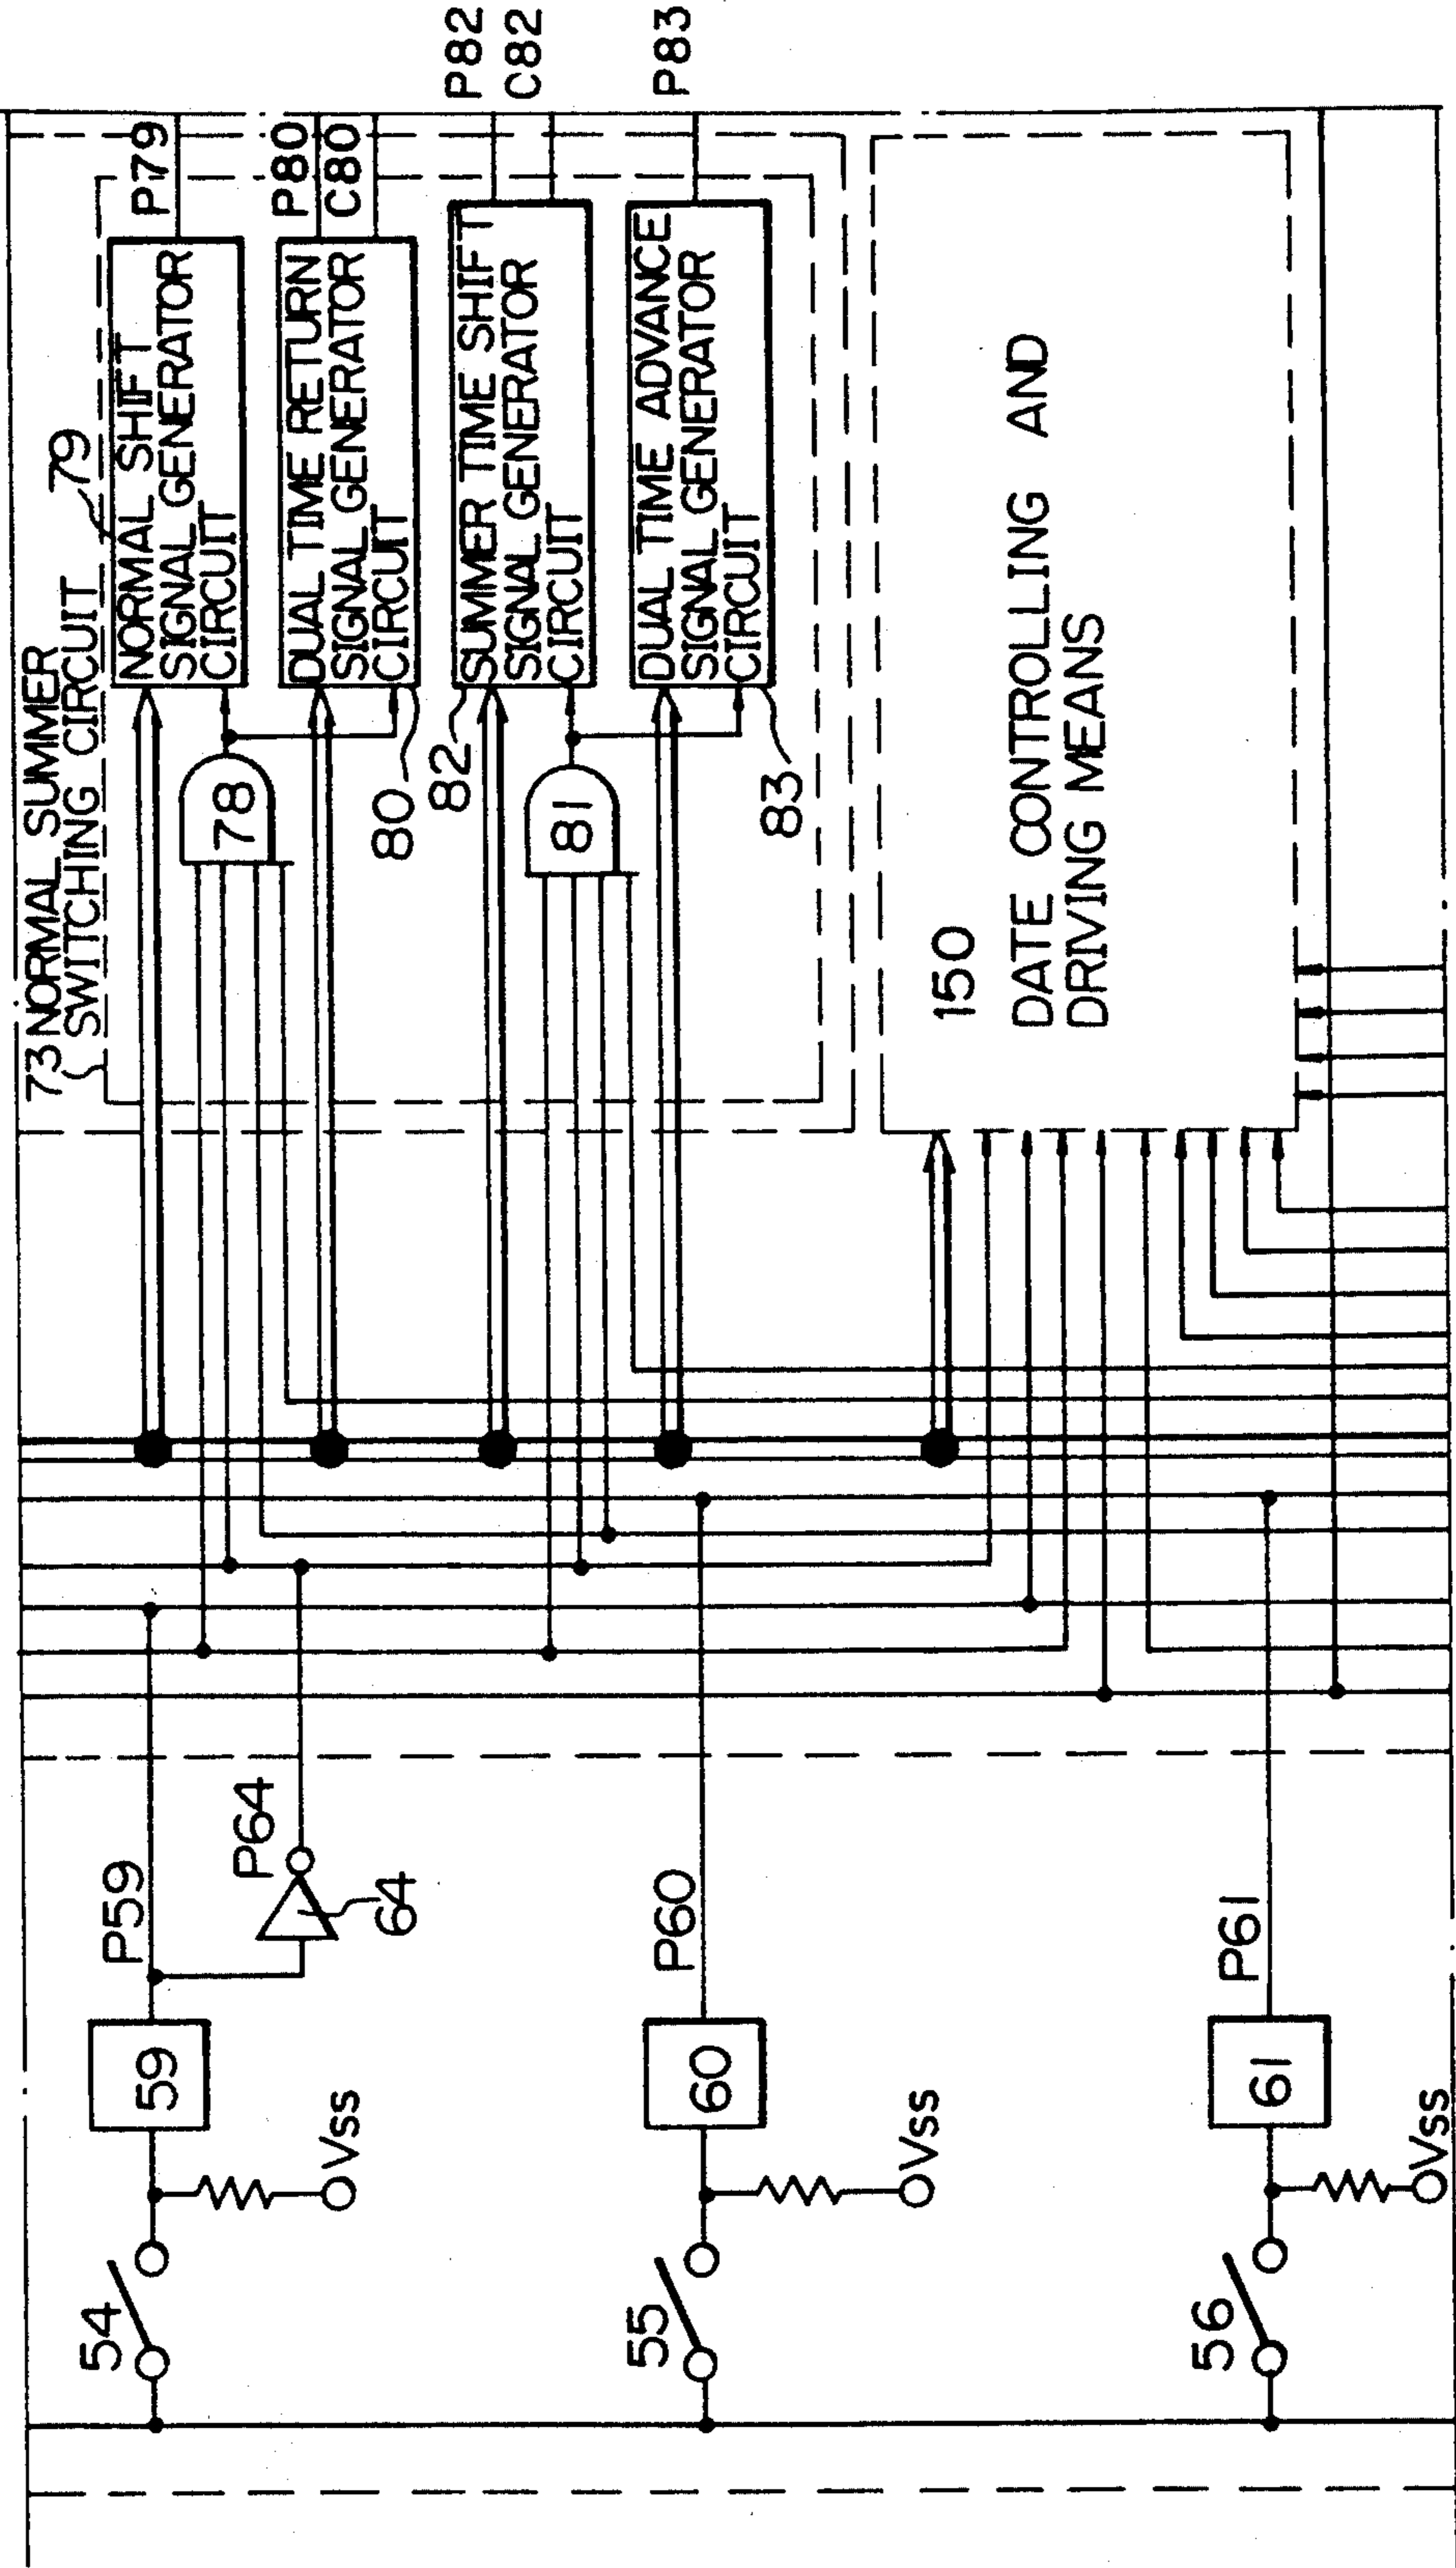 73 NORMAL SUMMER
SWITCHING CIRCUIT
79
NORMAL SHIFT
SIGNAL GENERATOR
CIRCUIT
P79
78
DUAL TIME RETURN
SIGNAL GENERATOR
CIRCUIT
P80
C80
80
82
SUMMER TIME SHIFT
SIGNAL GENERATOR
CIRCUIT
P82
C82
81
DUAL TIME ADVANCE
SIGNAL GENERATOR
CIRCUIT
P83
83
150
DATE CONTROLLING AND
DRIVING MEANS
54
59
P59
P64
64
Vss
55
60
P60
Vss
56
61
P61
Vss